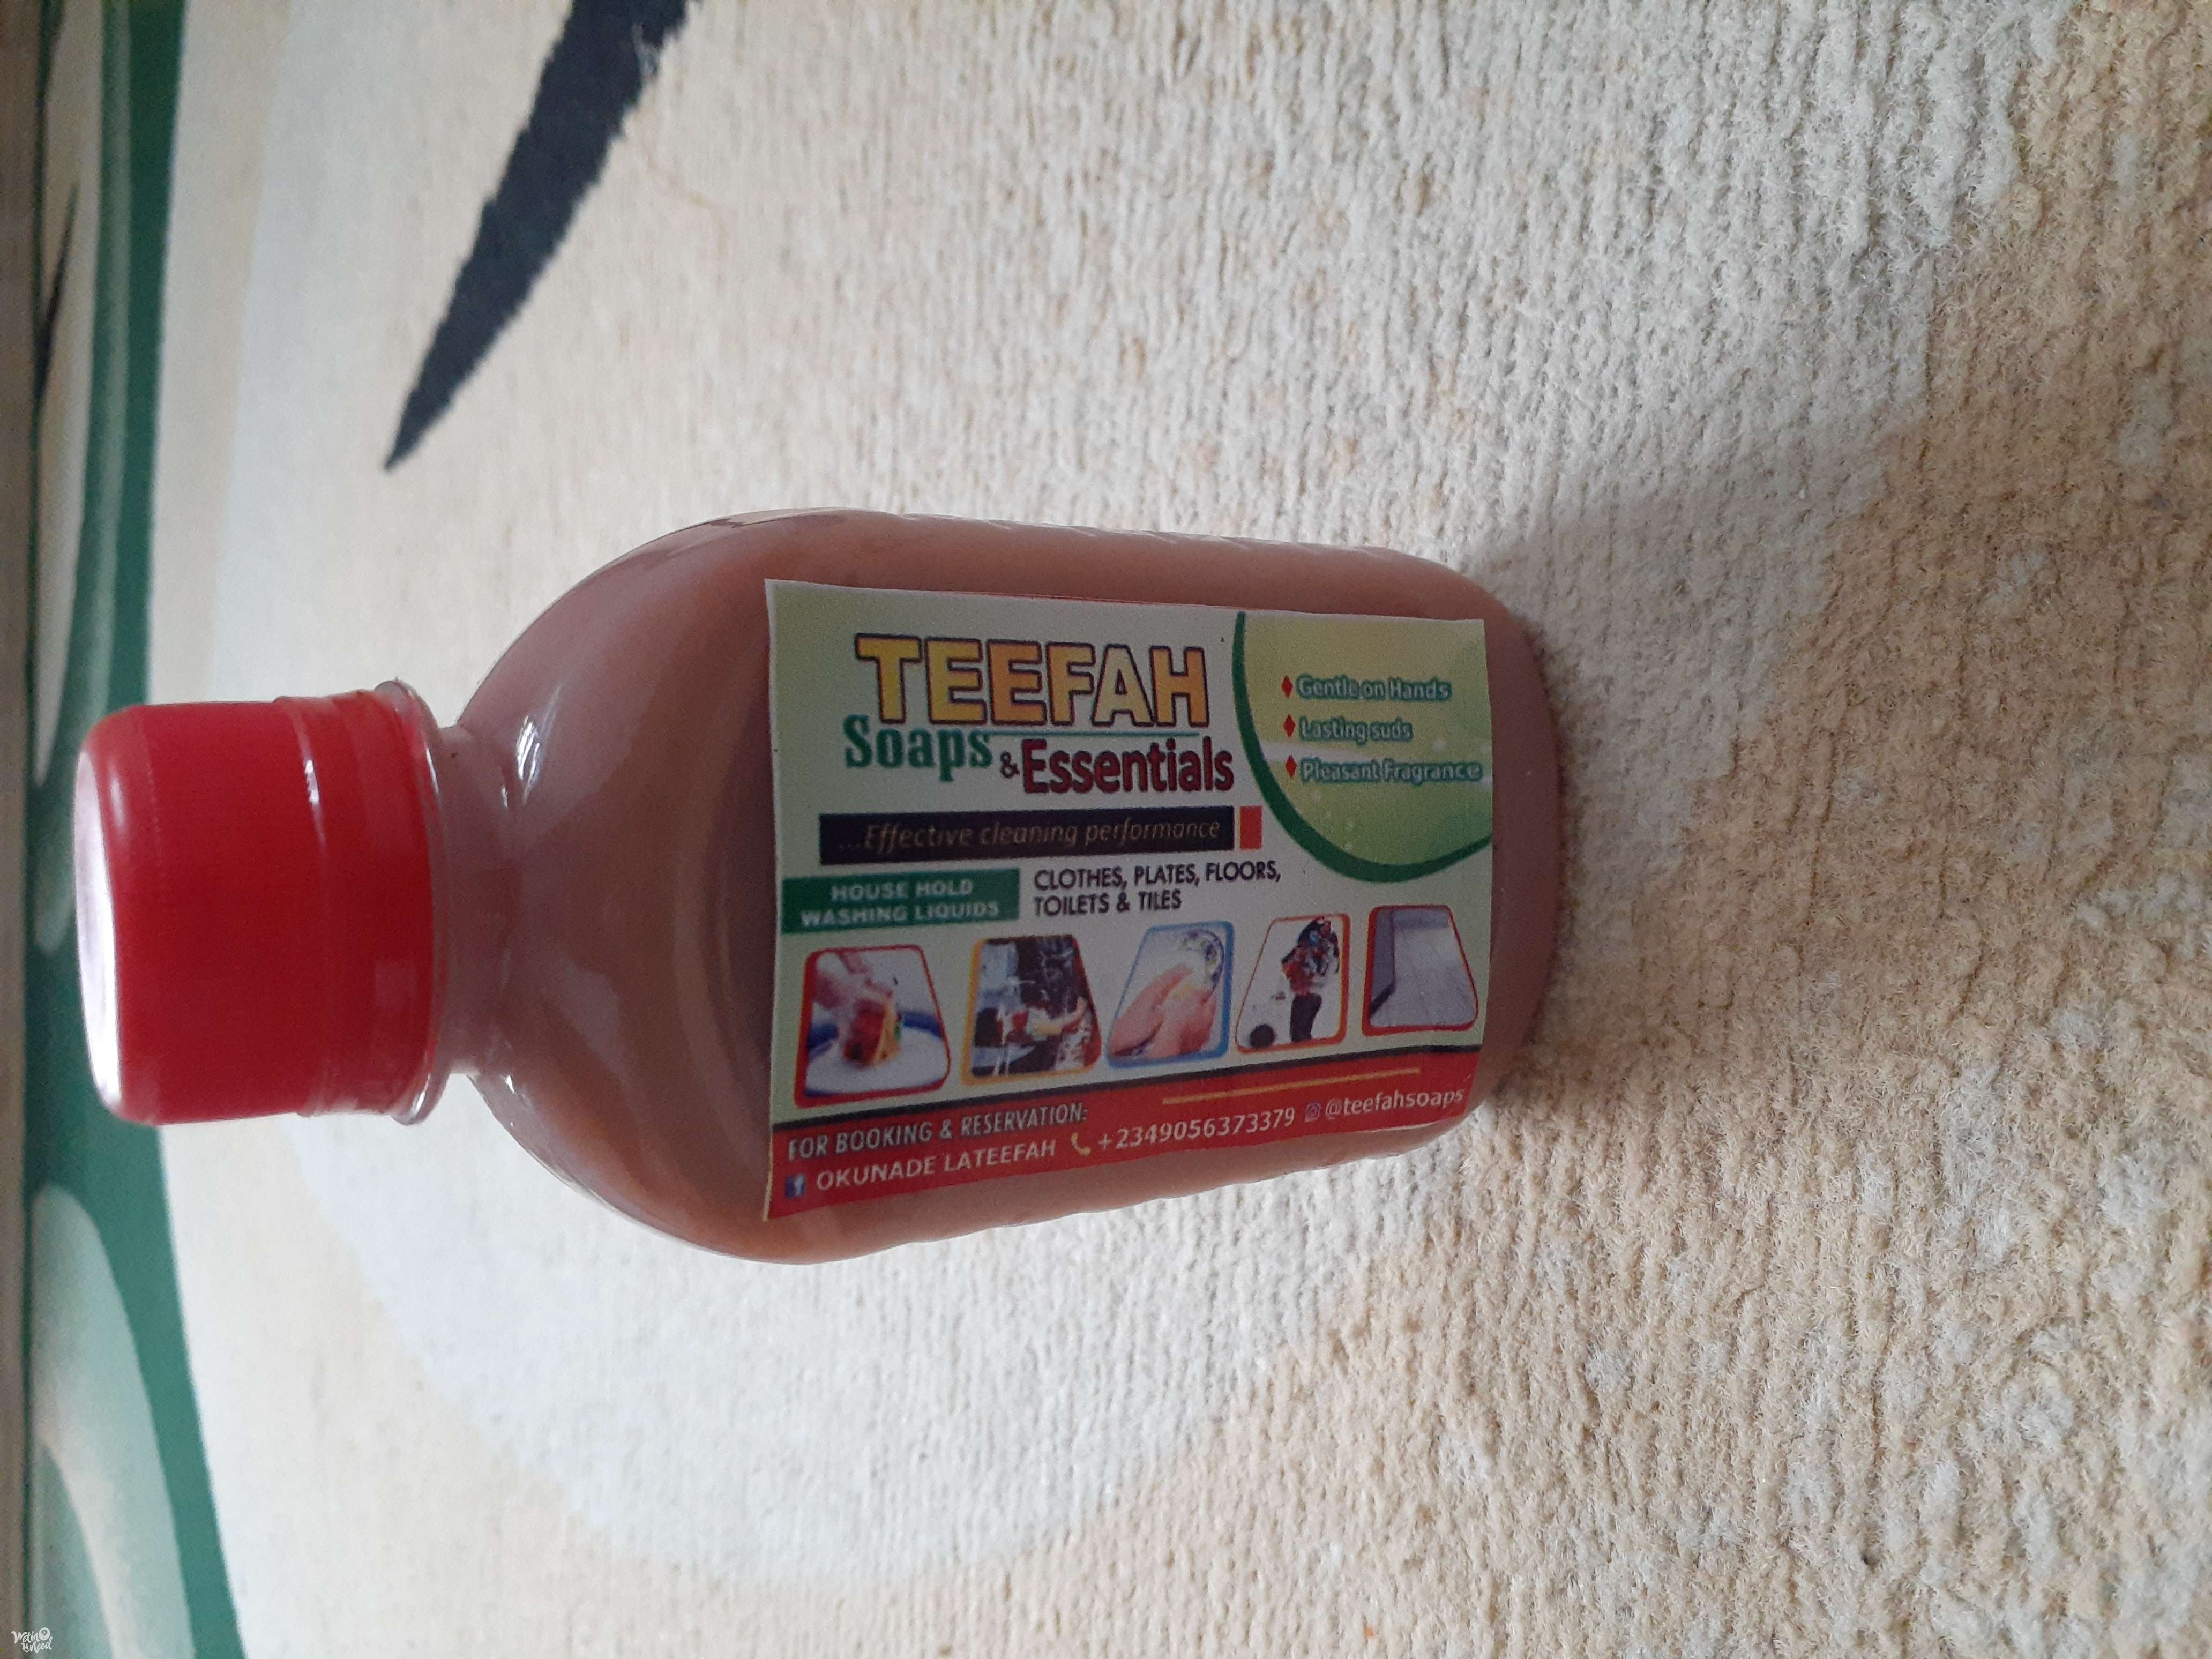 TEEFAH
Soaps & Essentials
...Effective cleaning performance
HOUSE HOLD
WASHING LIQUIDS
CLOTHES, PLATES, FLOORS,
TOILETS & TILES
Gentle on Hands
Lasting suds
Pleasant Fragrance
FOR BOOKING & RESERVATION:
f OKUNADE LATEEFAH +2349056373379 @teefahsoaps